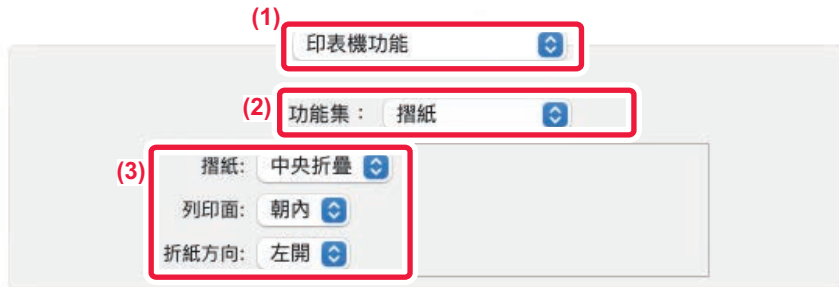 (1)
印表機功能
(2)
功能集： 摺紙
(3)
摺紙: 中央折疊
列印面: 朝內
折紙方向: 左開